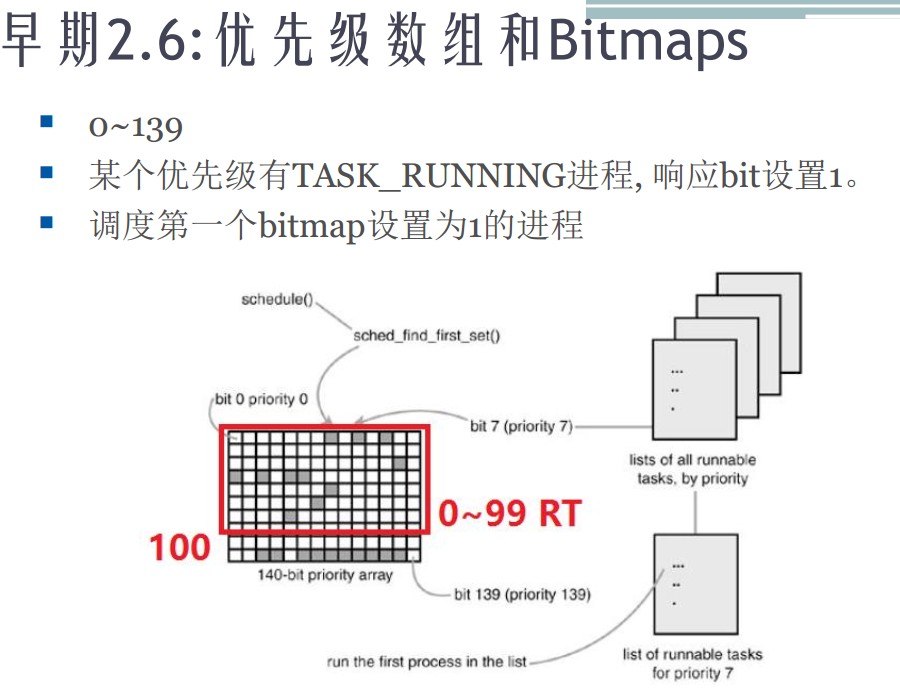 早期2.6:优先级数组和Bitmaps
0~139
某个优先级有TASK_RUNNING进程, 响应bit设置1。
调度第一个bitmap设置为1的进程
schedule()
sched_find_first_set()
bit 0 priority 0
bit 7 (priority 7)
lists of all runnable
tasks, by priority
0~99 RT
100
140-bit priority array
bit 139 (priority 139)
run the first process in the list
list of runnable tasks
for priority 7